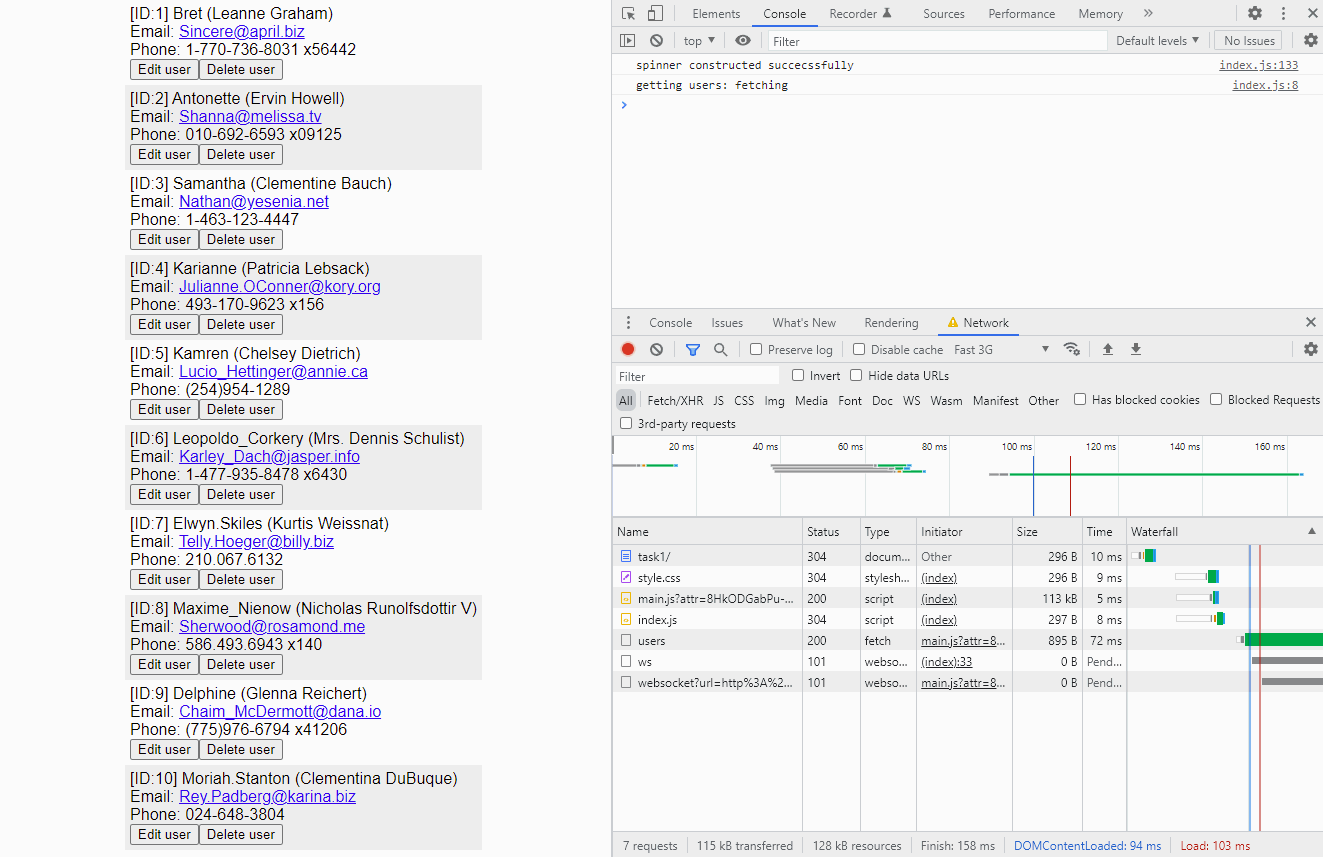 [ID:1] Bret (Leanne Graham)
Email: Sincere@april.biz
Phone: 1-770-736-8031 x56442
Edit user Delete user
[ID:2] Antonette (Ervin Howell)
Email: Shanna@melissa.tv
Phone: 010-692-6593 x09125
Edit user Delete user
[ID:3] Samantha (Clementine Bauch)
Email: Nathan@yesenia.net
Phone: 1-463-123-4447
Edit user Delete user
[ID:4] Karianne (Patricia Lebsack)
Email: Julianne.OConner@kory.org
Phone: 493-170-9623 x156
Edit user Delete user
[ID:5] Kamren (Chelsey Dietrich)
Email: Lucio_Hettinger@annie.ca
Phone: (254)954-1289
Edit user Delete user
[ID:6] Leopoldo_Corkery (Mrs. Dennis Schulist)
Email: Karley_Dach@jasper.info
Phone: 1-477-935-8478 x6430
Edit user Delete user
[ID:7] Elwyn.Skiles (Kurtis Weissnat)
Email: Telly.Hoeger@billy.biz
Phone: 210.067.6132
Edit user Delete user
[ID:8] Maxime_Nienow (Nicholas Runolfsdottir V)
Email: Sherwood@rosamond.me
Phone: 586.493.6943 x140
Edit user Delete user
[ID:9] Delphine (Glenna Reichert)
Email: Chaim_McDermott@dana.io
Phone: (775)976-6794 x41206
Edit user Delete user
[ID:10] Moriah.Stanton (Clementina DuBuque)
Email: Rey.Padberg@karina.biz
Phone: 024-648-3804
Edit user Delete user
Elements Console Recorder Sources Performance Memory »
top Filter Default levels No Issues
spinner constructed succecssfully index.js:133
getting users: fetching index.js:8
Console Issues What's New Rendering Network
Preserve log Disable cache Fast 3G
Filter Invert Hide data URLs
All Fetch/XHR JS CSS Img Media Font Doc WS Wasm Manifest Other Has blocked cookies Blocked Requests
3rd-party requests
20 ms 40 ms 60 ms 80 ms 100 ms 120 ms 140 ms 160 ms
Name Status Type Initiator Size Time Waterfall
task1/ 304 docum... Other 296 B 10 ms
style.css 304 stylesh... (index) 296 B 9 ms
main.js?attr=8HkODGabPu-... 200 script (index) 113 kB 5 ms
index.js 304 script (index) 297 B 8 ms
users 200 fetch main.js?attr=8... 895 B 72 ms
ws 101 webso... (index):33 0 B Pend...
websocket?url=http%3A%2... 101 webso... main.js?attr=8... 0 B Pend...
7 requests 115 kB transferred 128 kB resources Finish: 158 ms DOMContentLoaded: 94 ms Load: 103 ms